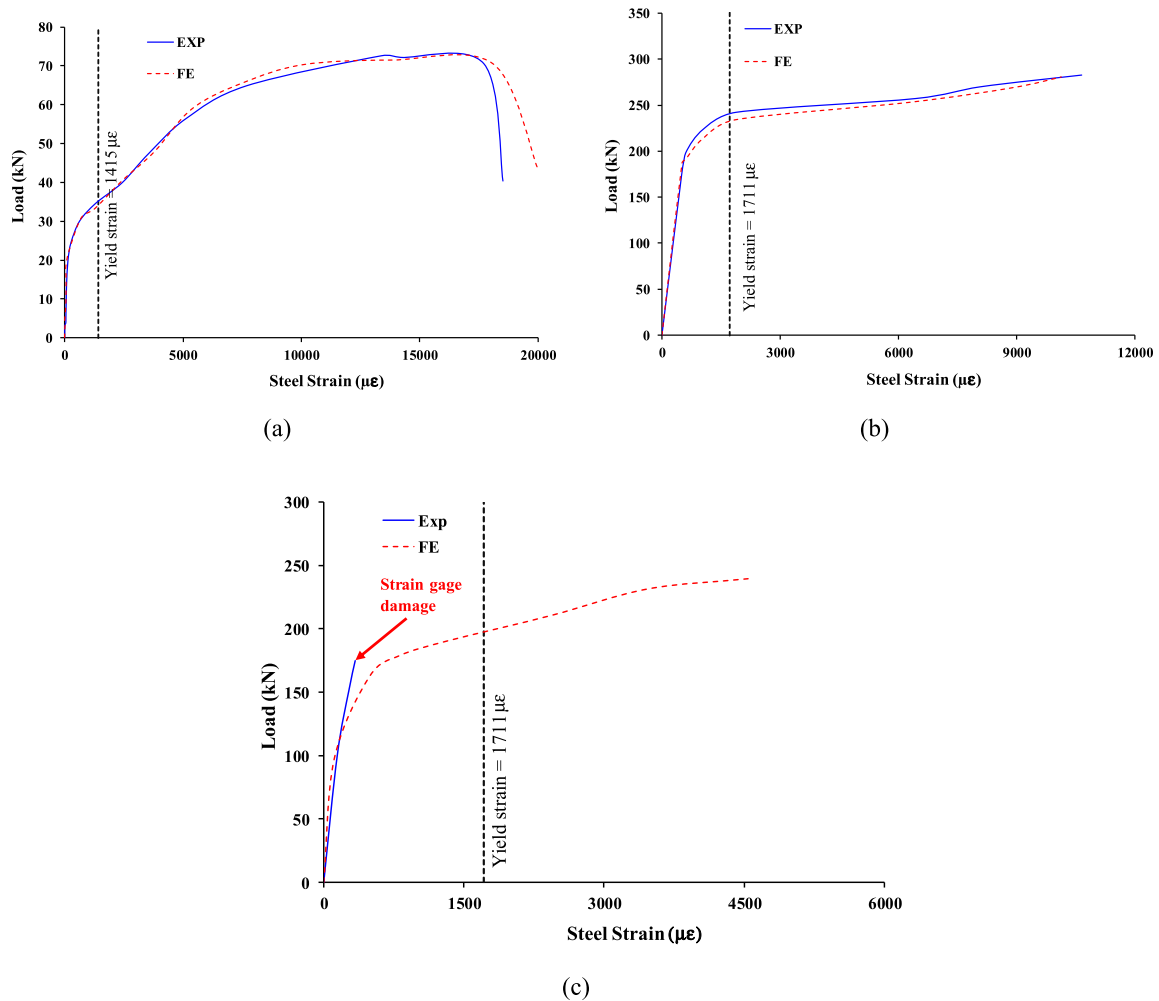 80
70
60
50
40
30
20
10
0
Load (kN)
EXP
FE
Yield strain = 1415 µε
0
5000
10000
15000
20000
Steel Strain (µε)
(a)
350
300
250
200
150
100
50
0
Load (kN)
EXP
FE
Yield strain = 1711 µε
0
3000
6000
9000
12000
Steel Strain (µε)
(b)
300
250
200
150
100
50
0
Load (kN)
Exp
FE
Strain gage
damage
Yield strain = 1711 µε
0
1500
3000
4500
6000
Steel Strain (µε)
(c)